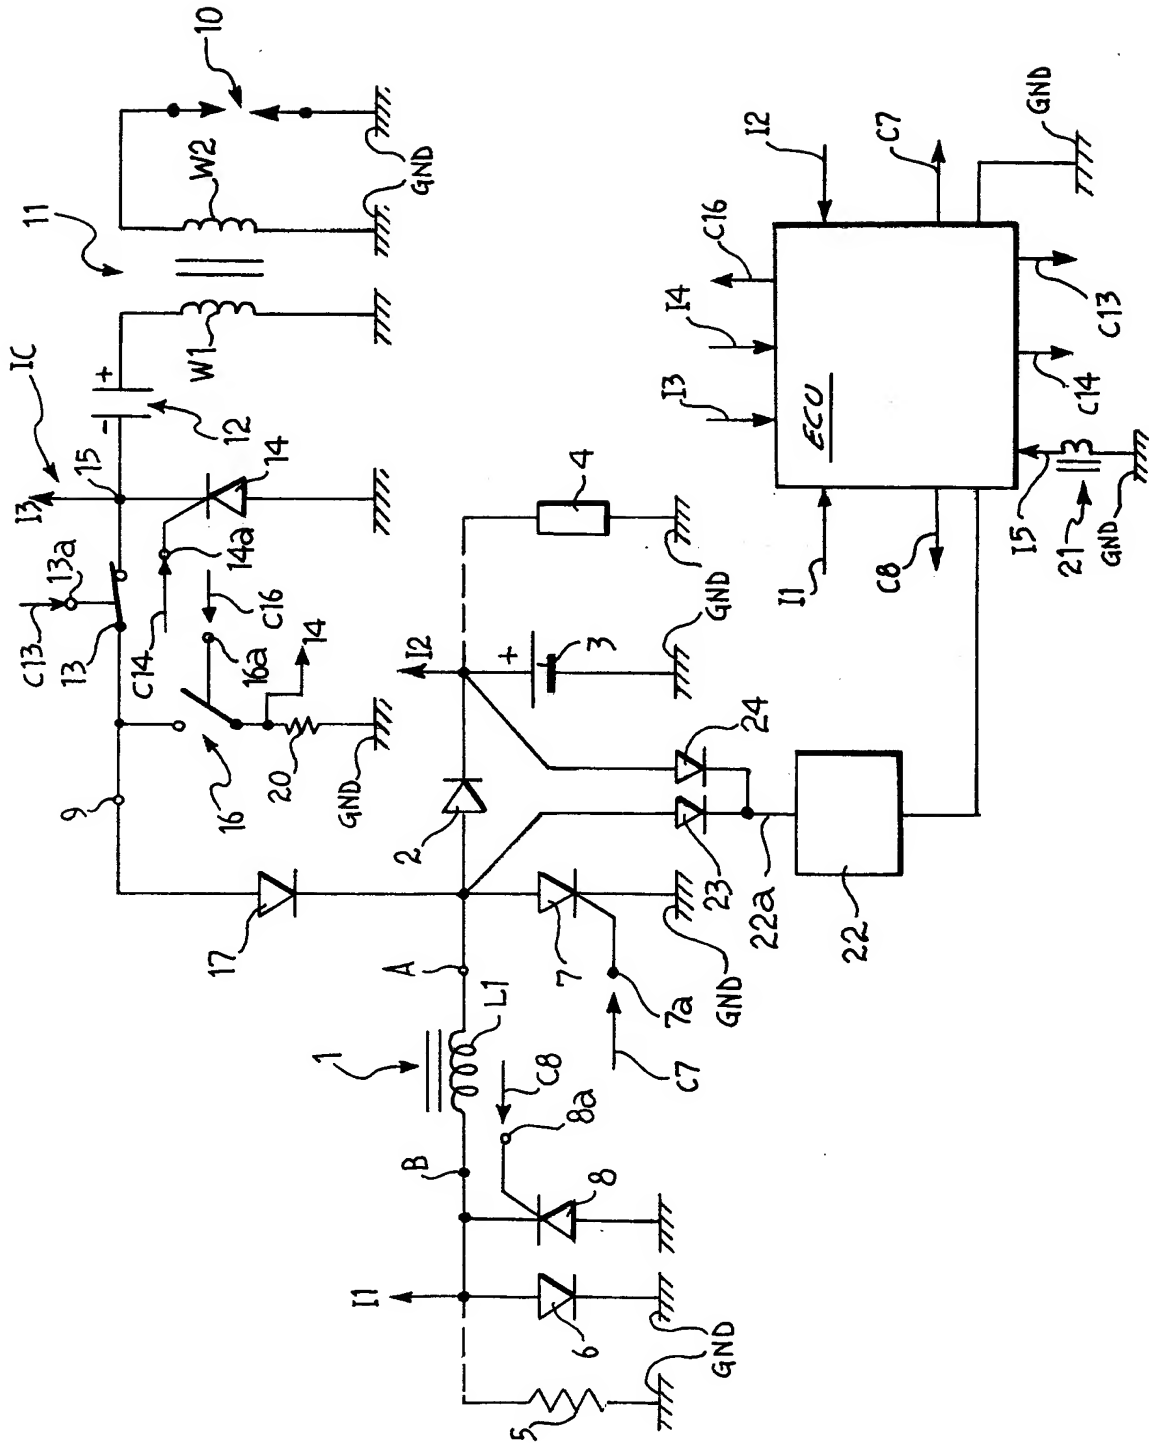 11
IC
I3
C13
13a
13
9
15
- +
10
C14
W1
W2
12
14a
14
16a
C16
14
16
17
20
GND
GND
1
A
B
I1
2
I2
L1
C8
8a
4
+
3
5
6
8
7
7a
C7
GND
GND
GND
23
24
22a
22
I3
I4
C16
I2
I1
ECU
C7
C8
I5
21
C14
C13
GND
GND